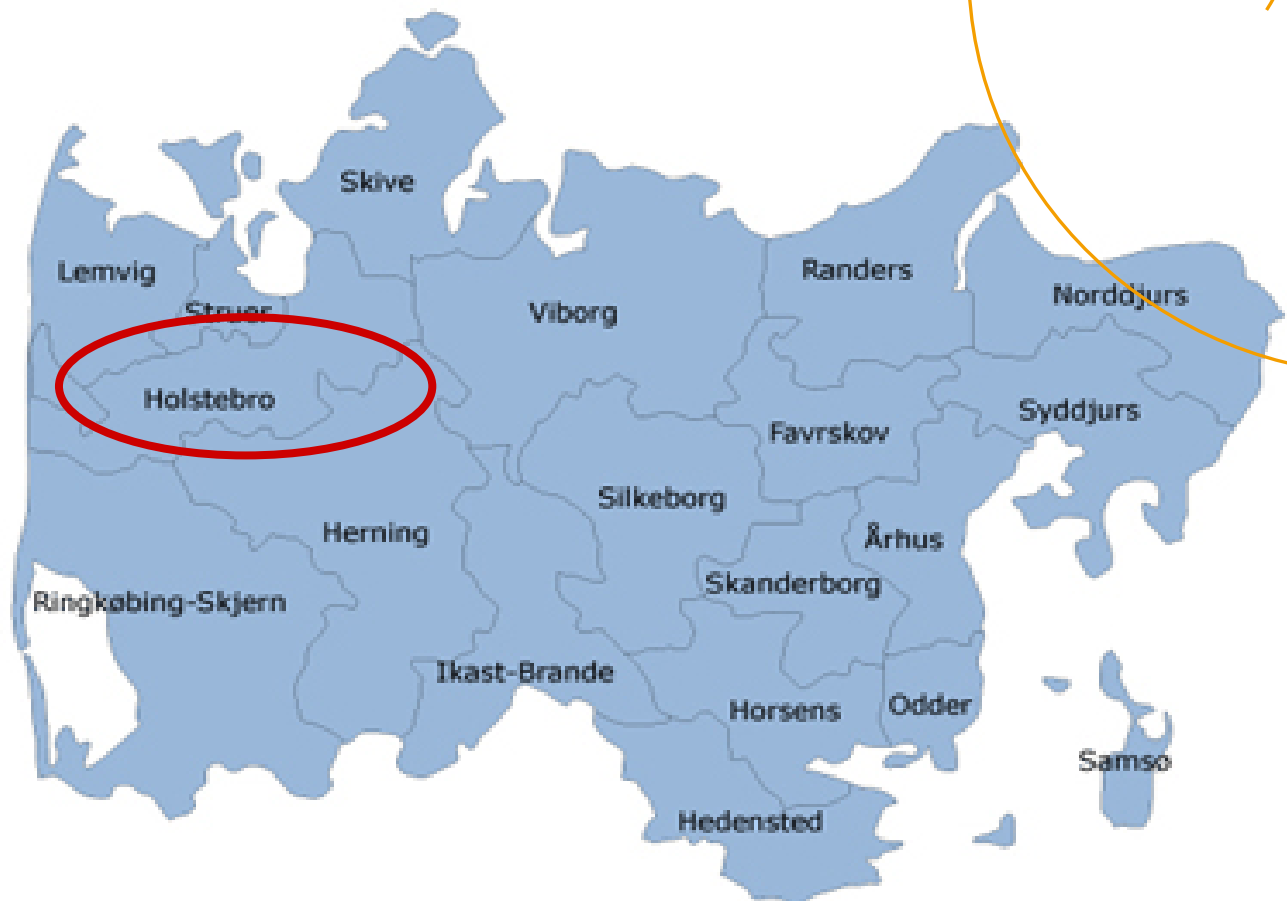 Skive
Lemvig
Randers
Norddjurs
Struer
Viborg
Holstebro
Syddjurs
Favrskov
Silkeborg
Herning
Århus
Skanderborg
Ringkøbing-Skjern
Ikast-Brande
Horsens
Odder
Samso
Hedensted